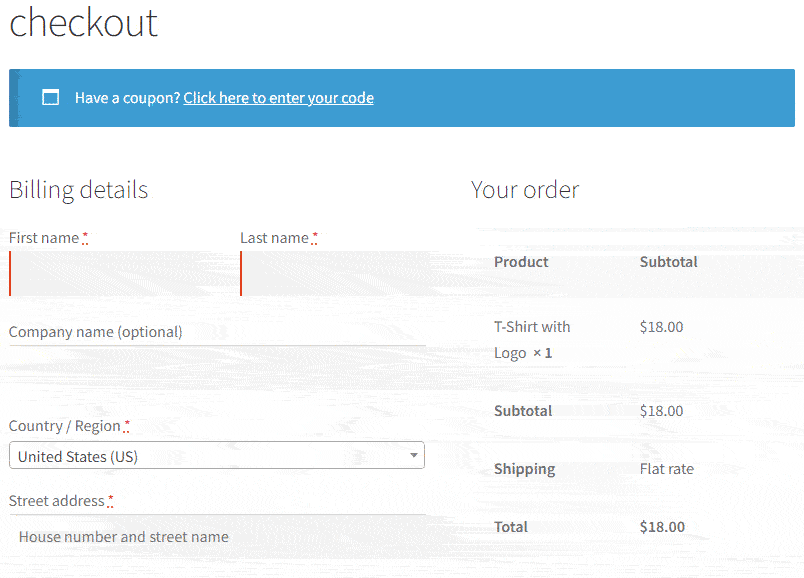 checkout
Have a coupon? Click here to enter your code
Billing details
First name *
Last name *
Company name (optional)
Country / Region *
United States (US)
Street address *
House number and street name
Your order
Product Subtotal
T-Shirt with $18.00
Logo × 1
Subtotal $18.00
Shipping Flat rate
Total $18.00